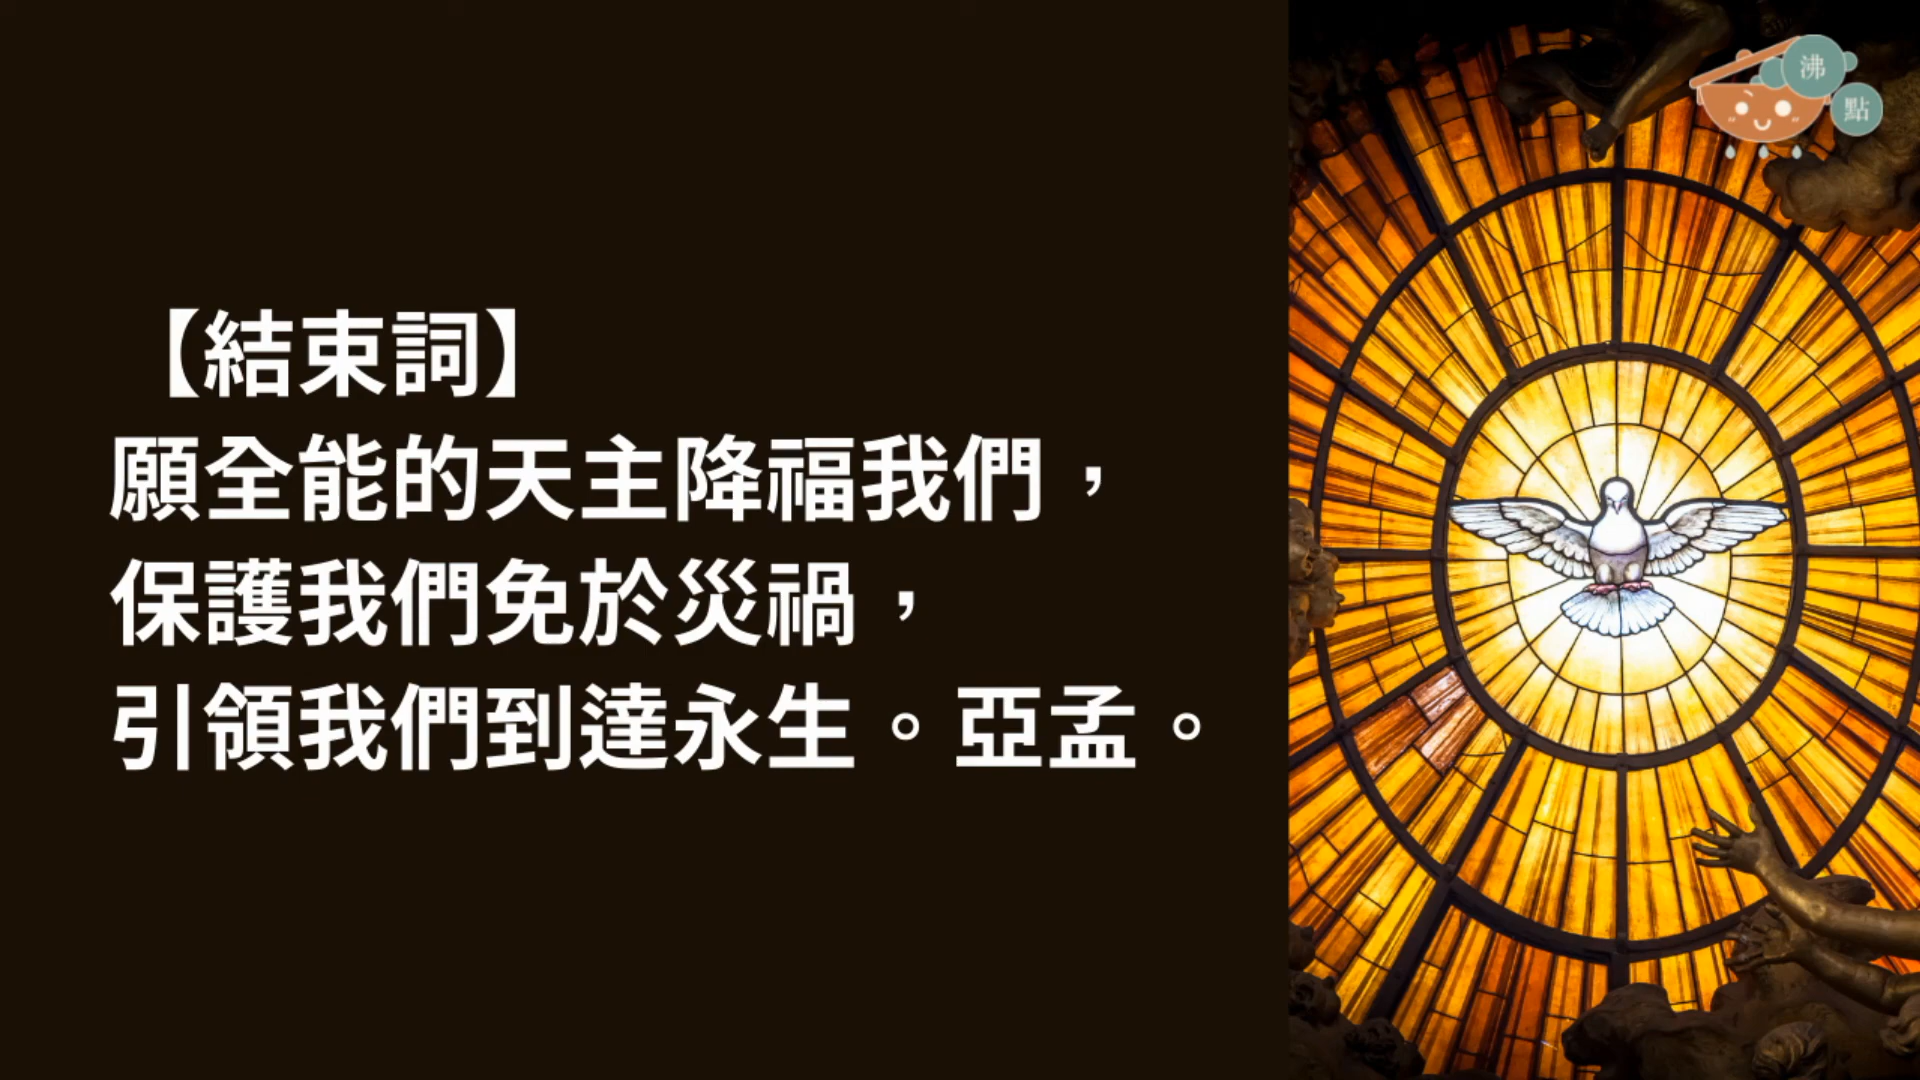 【結束詞】
願全能的天主降福我們，
保護我們免於災禍，
引領我們到達永生。亞孟。
沸
點